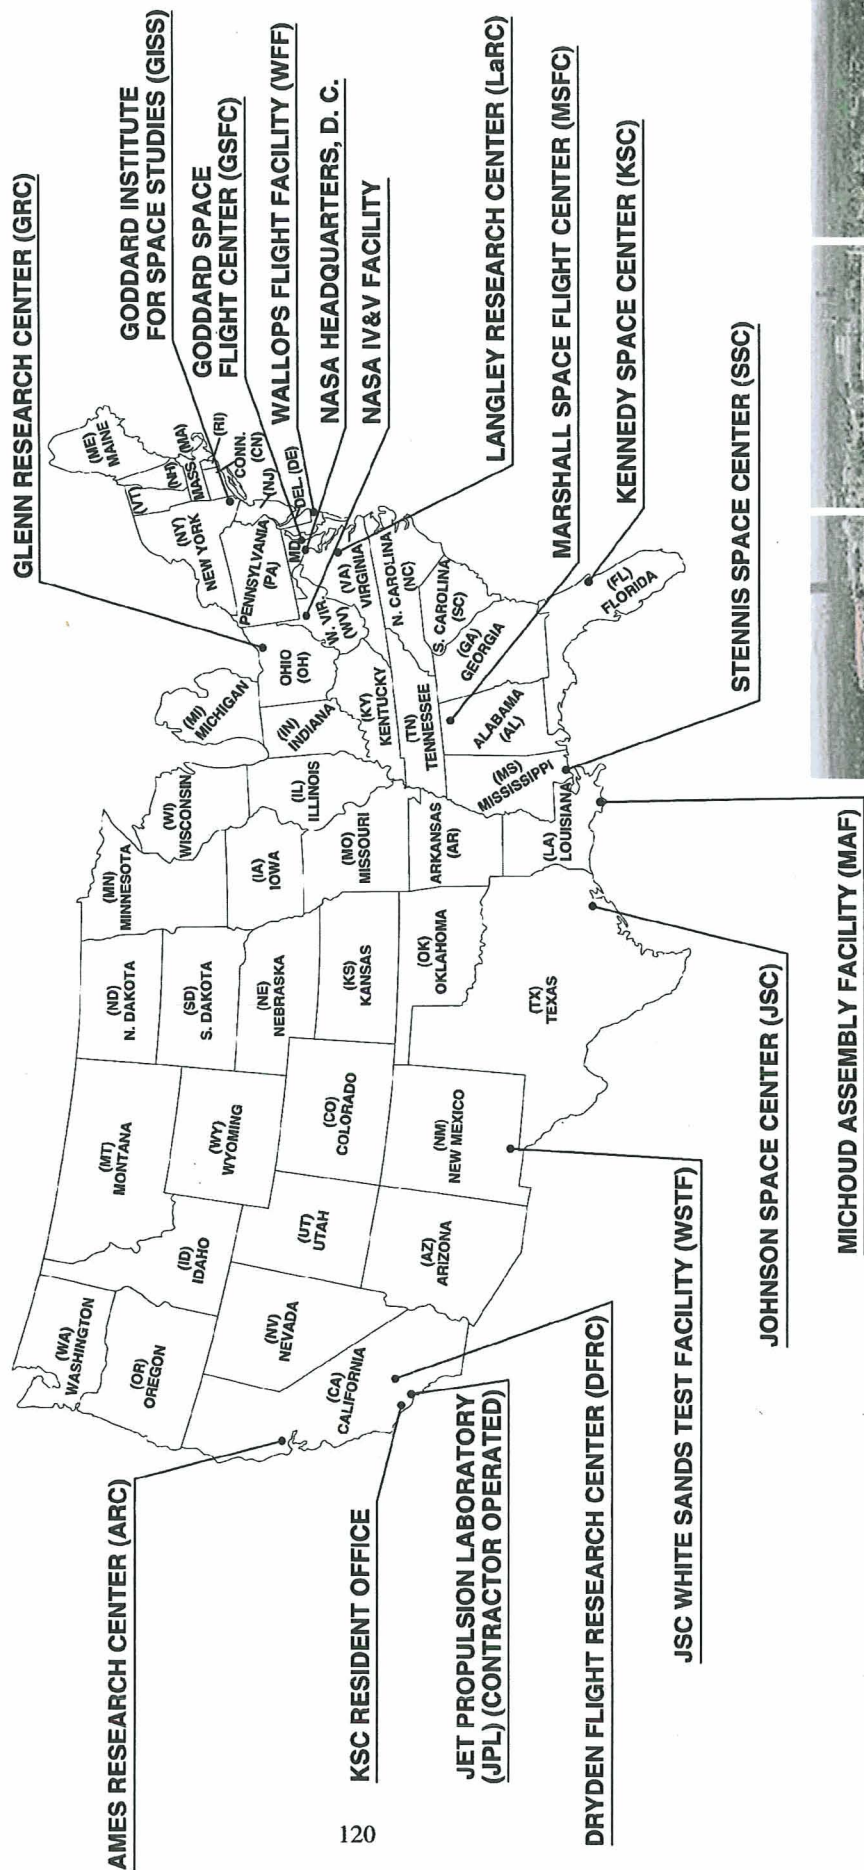 GLENN RESEARCH CENTER (GRC)
GODDARD INSTITUTE
FOR SPACE STUDIES (GISS)
GODDARD SPACE
FLIGHT CENTER (GSFC)
WALLOPS FLIGHT FACILITY (WFF)
NASA HEADQUARTERS, D. C.
NASA IV&V FACILITY
LANGLEY RESEARCH CENTER (LaRC)
MARSHALL SPACE FLIGHT CENTER (MSFC)
KENNEDY SPACE CENTER (KSC)
STENNIS SPACE CENTER (SSC)
MICHOUD ASSEMBLY FACILITY (MAF)
JOHNSON SPACE CENTER (JSC)
JSC WHITE SANDS TEST FACILITY (WSTF)
DRYDEN FLIGHT RESEARCH CENTER (DFRC)
JET PROPULSION LABORATORY
(JPL) (CONTRACTOR OPERATED)
KSC RESIDENT OFFICE
AMES RESEARCH CENTER (ARC)
(WA)
WASHINGTON
(OR)
OREGON
(CA)
CALIFORNIA
(NV)
NEVADA
(ID)
IDAHO
(MT)
MONTANA
(WY)
WYOMING
(UT)
UTAH
(AZ)
ARIZONA
(CO)
COLORADO
(NM)
NEW MEXICO
(ND)
N. DAKOTA
(SD)
S. DAKOTA
(NE)
NEBRASKA
(KS)
KANSAS
(OK)
OKLAHOMA
(TX)
TEXAS
(MN)
MINNESOTA
(IA)
IOWA
(MO)
MISSOURI
ARKANSAS
(AR)
(LA)
LOUISIANA
(WI)
WISCONSIN
(IL)
ILLINOIS
(MI)
MICHIGAN
(IN)
INDIANA
OHIO
(OH)
(KY)
KENTUCKY
(TN)
TENNESSEE
(MS)
MISSISSIPPI
ALABAMA
(AL)
(GA)
GEORGIA
(FL)
FLORIDA
S. CAROLINA
(SC)
N. CAROLINA
(NC)
(VA)
VIRGINIA
W. VIR.
(WV)
MD.
DEL. (DE)
(NJ)
PENNSYLVANIA
(PA)
(NY)
NEW YORK
CONN.
(CN)
(RI)
MASS. (MA)
(VT)
(NH)
(ME)
MAINE
120